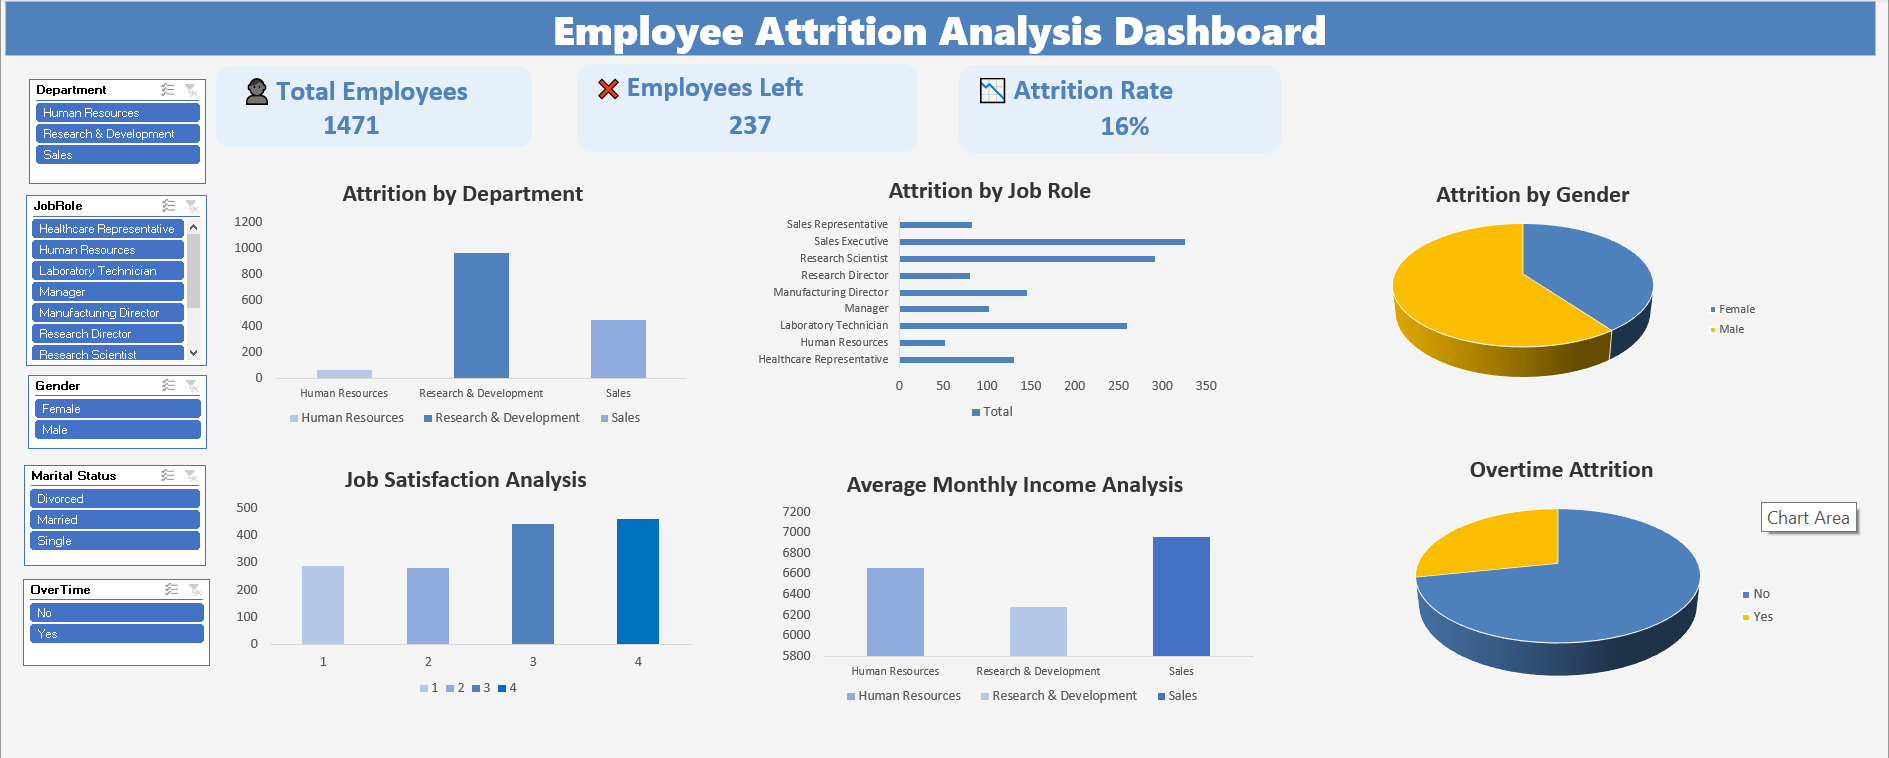 Employee Attrition Analysis Dashboard
Department
Human Resources
Research & Development
Sales
JobRole
Healthcare Representative
Human Resources
Laboratory Technician
Manager
Manufacturing Director
Research Director
Research Scientist
Gender
Female
Male
Marital Status
Divorced
Married
Single
OverTime
No
Yes
Total Employees
1471
Employees Left
237
Attrition Rate
16%
Attrition by Department
1200
1000
800
600
400
200
0
Human Resources Research & Development Sales
Human Resources Research & Development Sales
Attrition by Job Role
Sales Representative
Sales Executive
Research Scientist
Research Director
Manufacturing Director
Manager
Laboratory Technician
Human Resources
Healthcare Representative
0 50 100 150 200 250 300 350
Total
Attrition by Gender
Female
Male
Job Satisfaction Analysis
500
400
300
200
100
0
1 2 3 4
1 2 3 4
Average Monthly Income Analysis
7200
7000
6800
6600
6400
6200
6000
5800
Human Resources Research & Development Sales
Human Resources Research & Development Sales
Overtime Attrition
Chart Area
No
Yes